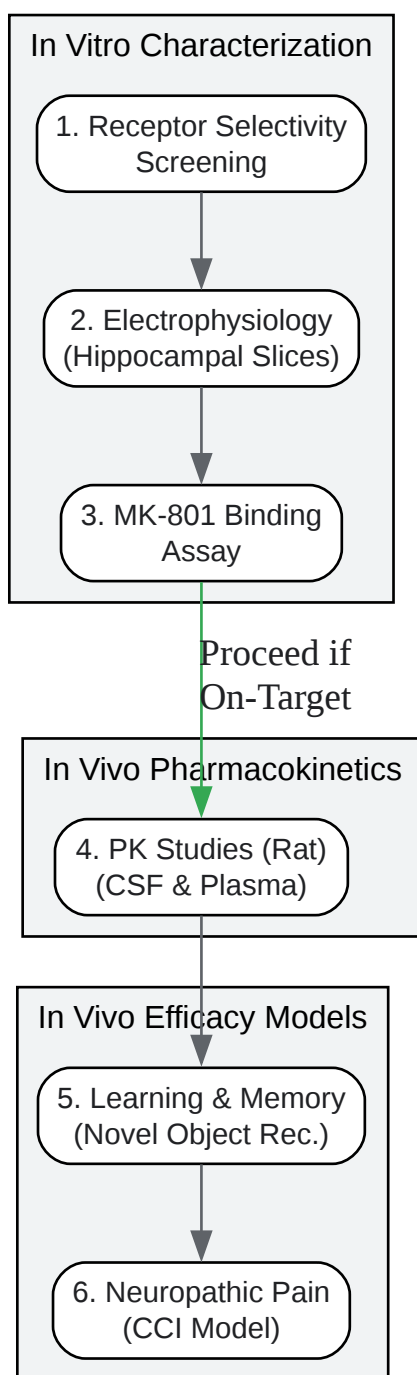 In Vitro Characterization
1. Receptor Selectivity
Screening
2. Electrophysiology
(Hippocampal Slices)
3. MK-801 Binding
Assay
Proceed if
On-Target
In Vivo Pharmacokinetics
4. PK Studies (Rat)
(CSF & Plasma)
In Vivo Efficacy Models
5. Learning & Memory
(Novel Object Rec.)
6. Neuropathic Pain
(CCI Model)